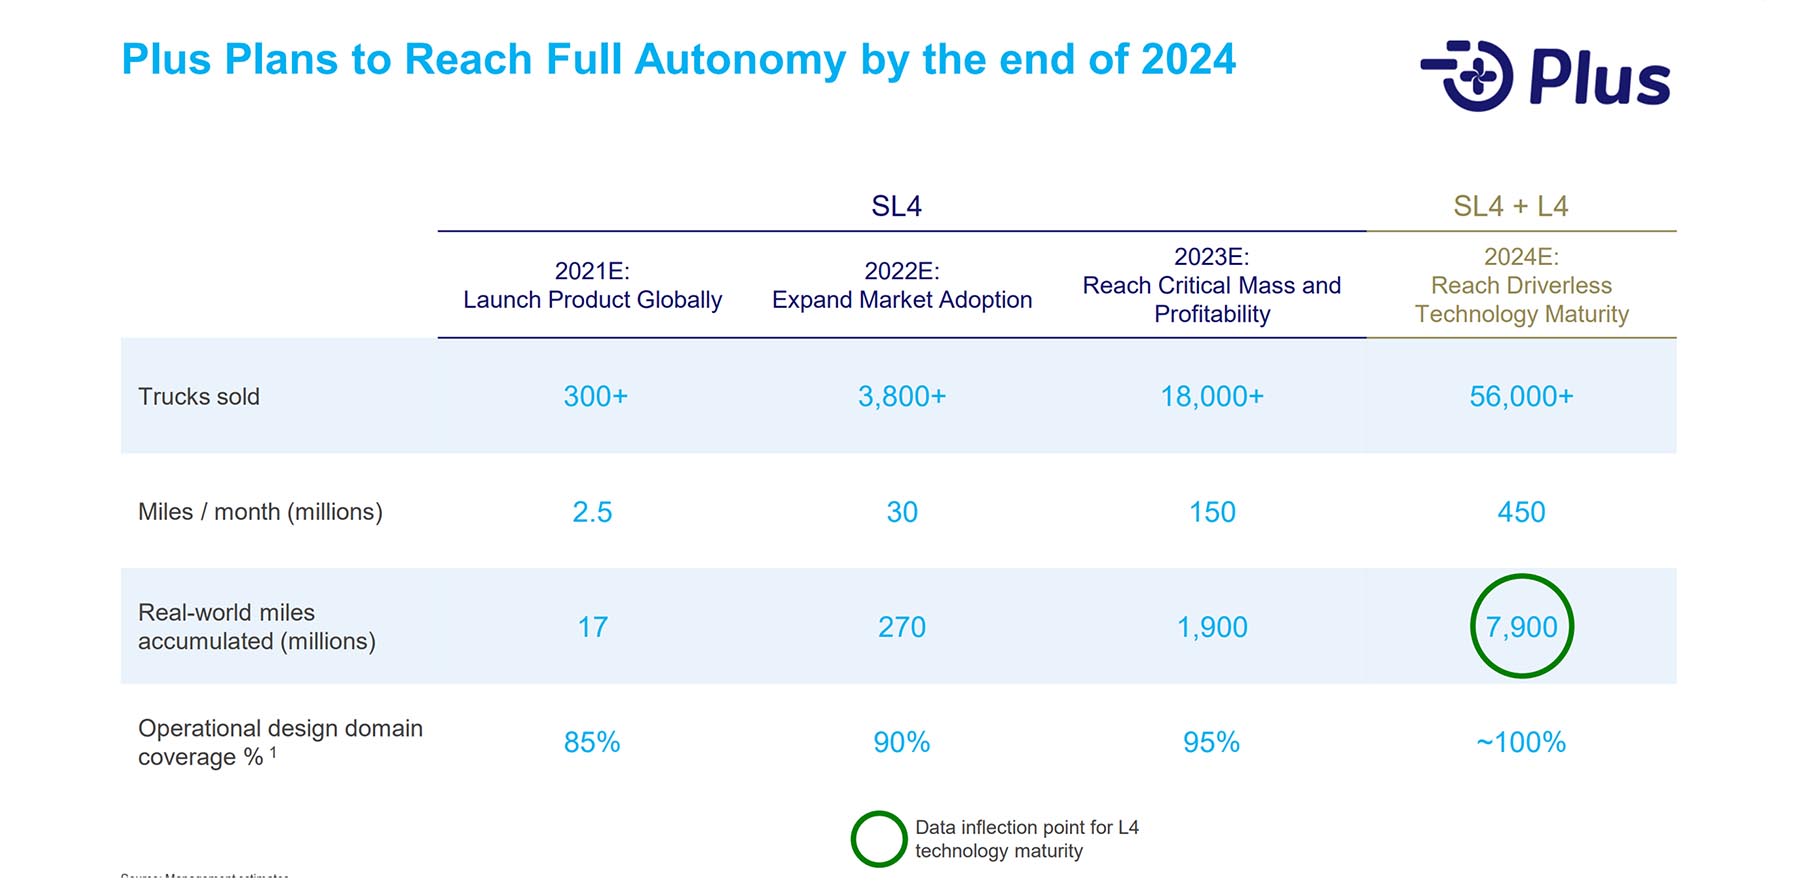 Plus Plans to Reach Full Autonomy by the end of 2024
Plus
SL4
SL4 + L4
2021E:
Launch Product Globally
2022E:
Expand Market Adoption
2023E:
Reach Critical Mass and
Profitability
2024E:
Reach Driverless
Technology Maturity
Trucks sold
300+
3,800+
18,000+
56,000+
Miles / month (millions)
2.5
30
150
450
Real-world miles
accumulated (millions)
17
270
1,900
7,900
Operational design domain
coverage % 1
85%
90%
95%
~100%
Data inflection point for L4
technology maturity
Source: Management estimates